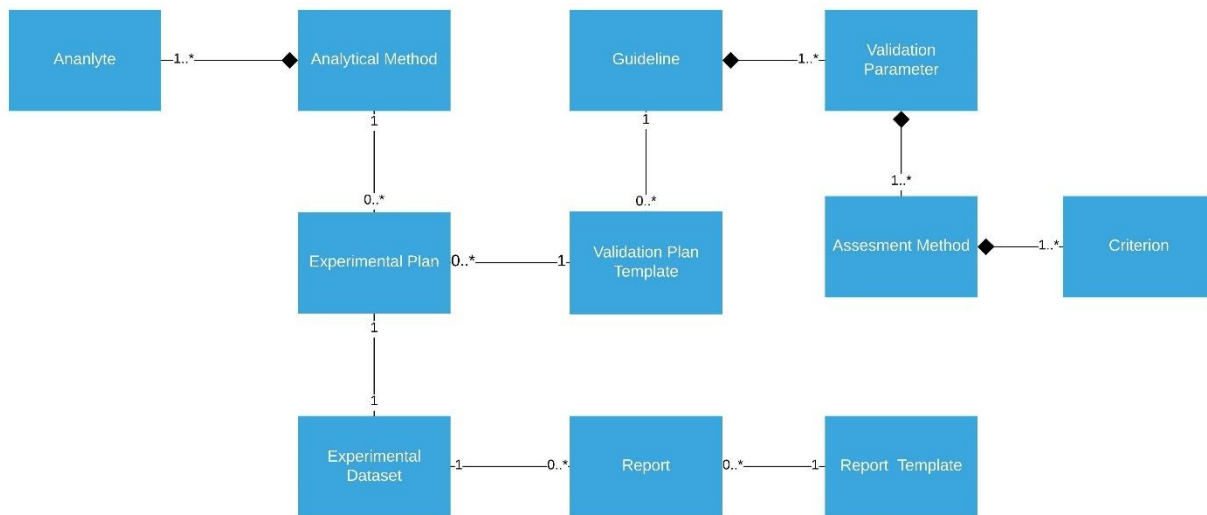 Ananlyte
1..*
Analytical Method
Guideline
1..*
Validation
Parameter
1
1
1..*
0..*
0..*
Experimental Plan
0..*
1
Validation Plan
Template
Assesment Method
1..*
Criterion
1
1
Experimental
Dataset
1
0..*
Report
0..*
1
Report Template